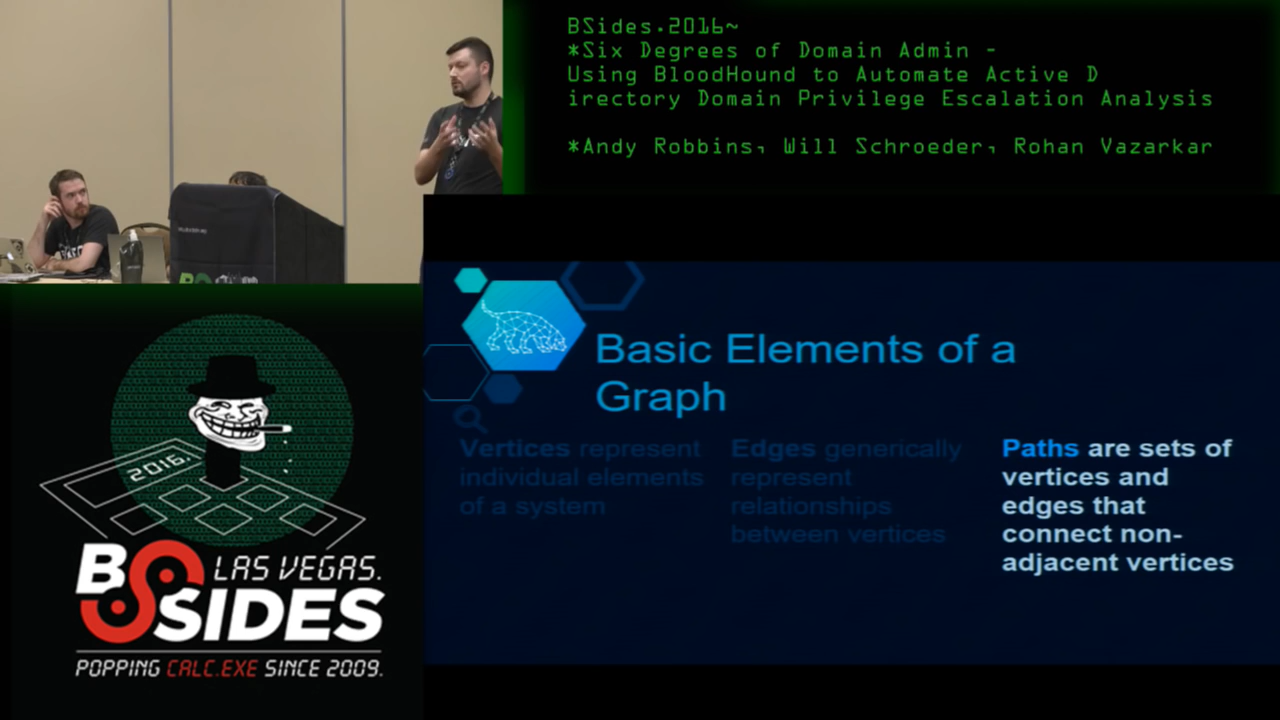 BSides.2016~
*Six Degrees of Domain Admin -
Using BloodHound to Automate Active D
irectory Domain Privilege Escalation Analysis
*Andy Robbins, Will Schroeder, Rohan Vazarkar
Basic Elements of a
Graph
Vertices represent
individual elements
of a system
Edges generically
represent
relationships
between vertices
Paths are sets of
vertices and
edges that
connect non-
adjacent vertices
2016.
BSIDES
LAS VEGAS.
POPPING CALC.EXE SINCE 2009.